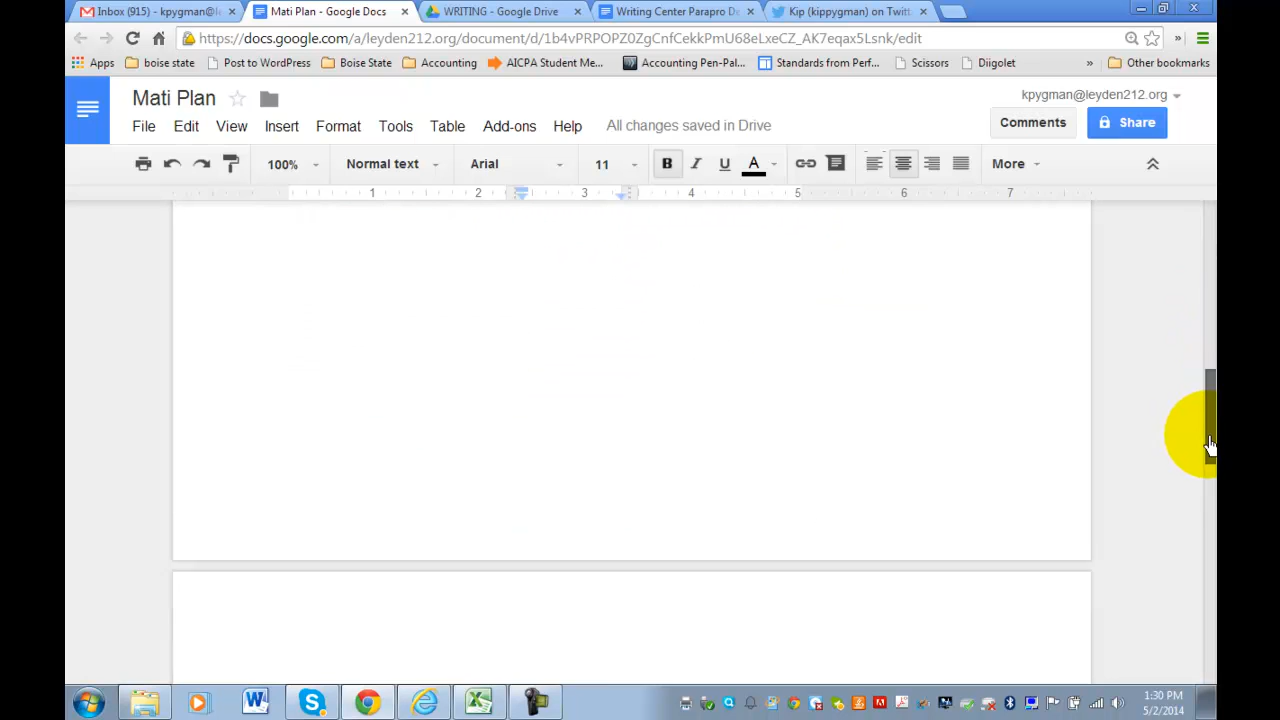 Inbox (915) - kpygman@l
Mati Plan - Google Docs
WRITING - Google Drive
Writing Center Parapro De
Kip (kippygman) on Twitt
https://docs.google.com/a/leyden212.org/document/d/1b4vPRPOPZ0ZgCnfCekkPmU68eLxeCZ_AK7eqax5Lsnk/edit
Apps boise state Post to WordPress Boise State Accounting AICPA Student Me... Accounting Pen-Pal... Standards from Perf... Scissors Diigolet » Other bookmarks
Mati Plan
kpygman@leyden212.org
File Edit View Insert Format Tools Table Add-ons Help All changes saved in Drive
Comments Share
100% Normal text Arial 11 B I U A More
1 2 3 4 5 6 7
1:30 PM
5/2/2014